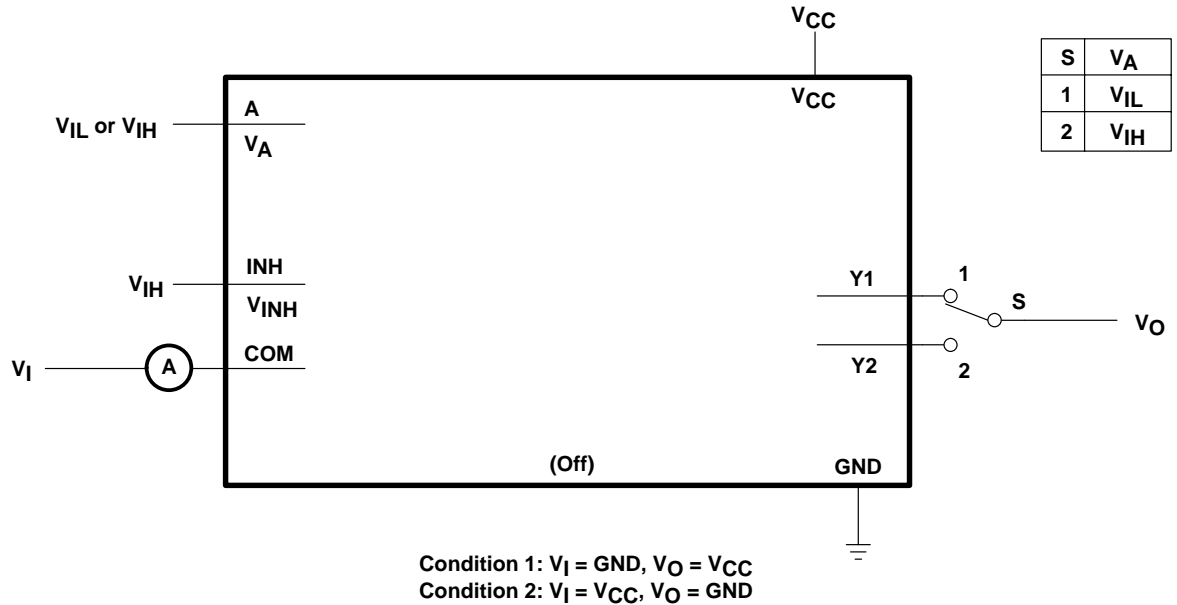 VCC
S VA
1 VIL
2 VIH
VCC
A
VIL or VIH
VA
INH
VIH
VINH
Y1
1
S
VO
COM
VI
A
Y2
2
(Off)
GND
Condition 1: VI = GND, VO = VCC
Condition 2: VI = VCC, VO = GND